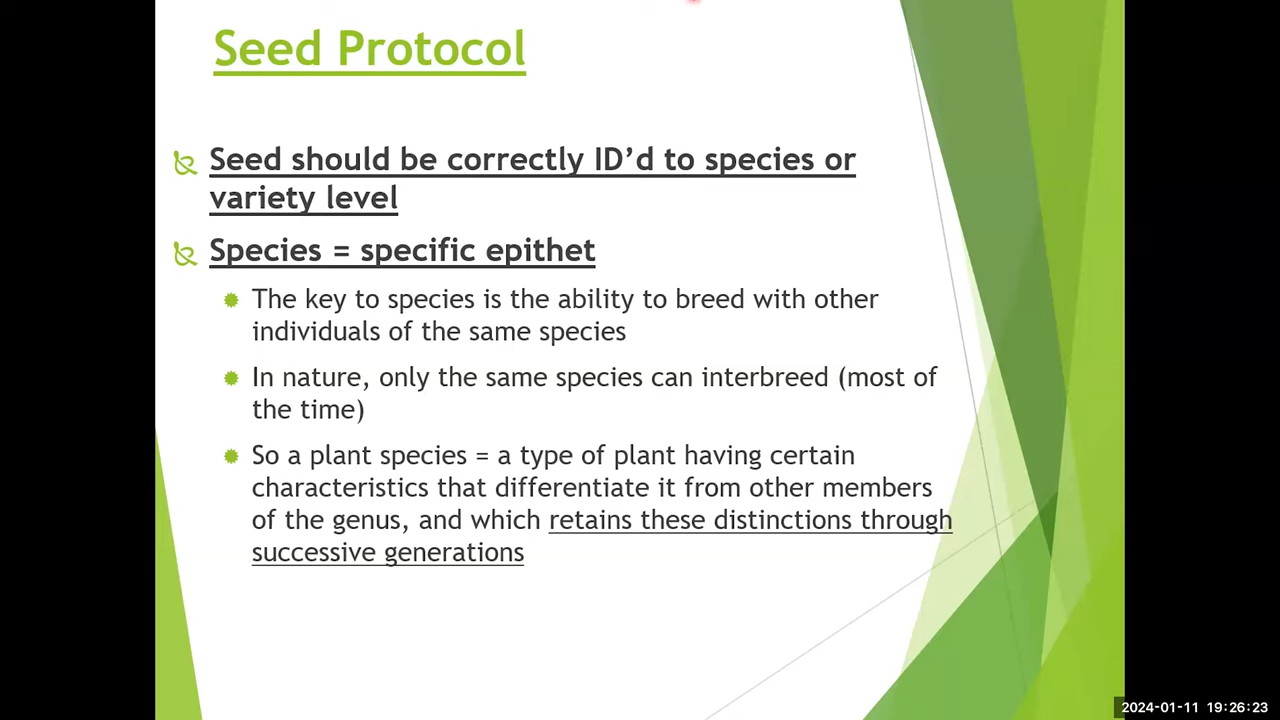 Seed Protocol
Seed should be correctly ID’d to species or
variety level
Species = specific epithet
The key to species is the ability to breed with other
individuals of the same species
In nature, only the same species can interbreed (most of
the time)
So a plant species = a type of plant having certain
characteristics that differentiate it from other members
of the genus, and which retains these distinctions through
successive generations
2024-01-11 19:26:23